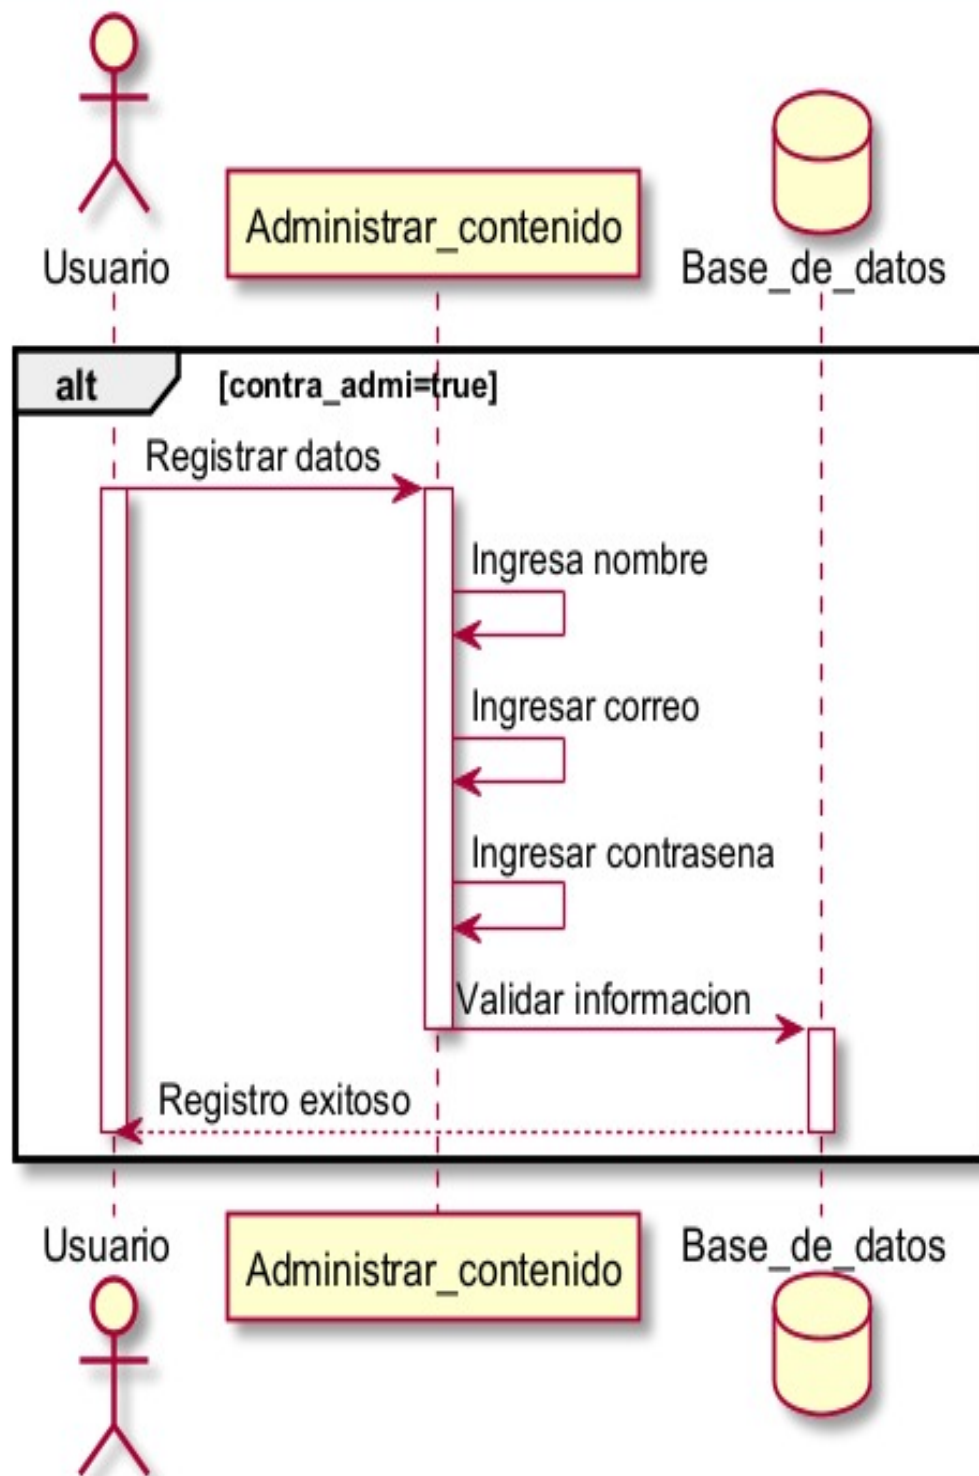 Usuario
Administrar_contenido
Base_de_datos
alt
[contra_admi=true]
Registrar datos
Ingresa nombre
Ingresar correo
Ingresar contrasena
Validar informacion
Registro exitoso
Usuario
Administrar_contenido
Base_de_datos